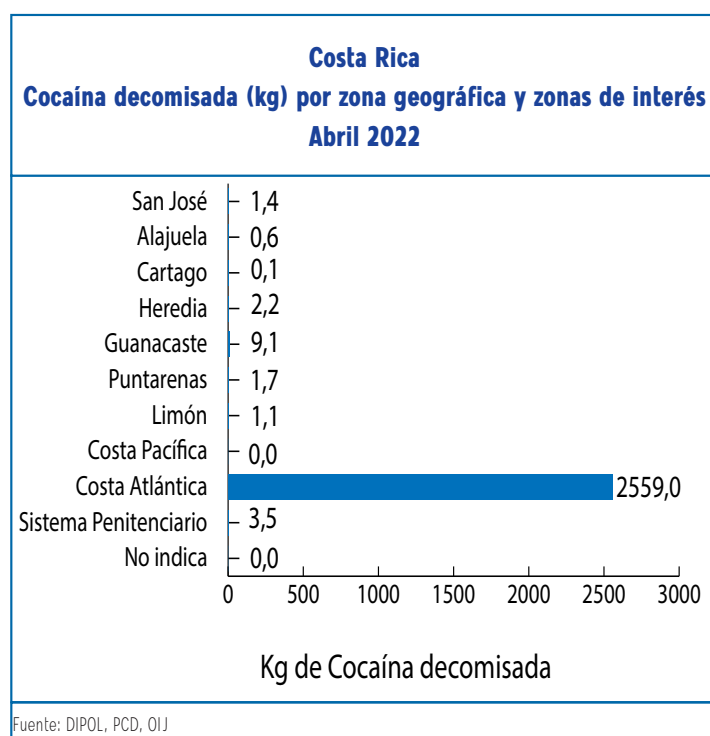 Costa Rica
Cocaína decomisada (kg) por zona geográfica y zonas de interés
Abril 2022
San José 1,4
Alajuela 0,6
Cartago 0,1
Heredia 2,2
Guanacaste 9,1
Puntarenas 1,7
Limón 1,1
Costa Pacífica 0,0
Costa Atlántica 2559,0
Sistema Penitenciario 3,5
No indica 0,0
0 500 1000 1500 2000 2500 3000
Kg de Cocaína decomisada
Fuente: DIPOL, PCD, OIJ